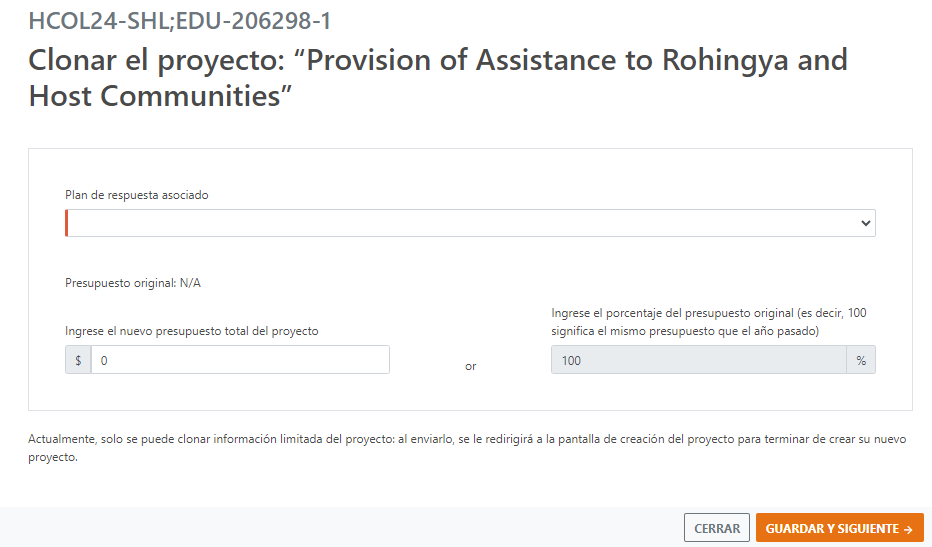 HCOL24-SHL;EDU-206298-1
Clonar el proyecto: “Provision of Assistance to Rohingya and
Host Communities”
Plan de respuesta asociado
Presupuesto original: N/A
Ingrese el nuevo presupuesto total del proyecto
$ 0
or
Ingrese el porcentaje del presupuesto original (es decir, 100
significa el mismo presupuesto que el año pasado)
100 %
Actualmente, solo se puede clonar información limitada del proyecto: al enviarlo, se le redirigirá a la pantalla de creación del proyecto para terminar de crear su nuevo
proyecto.
CERRAR
GUARDAR Y SIGUIENTE →